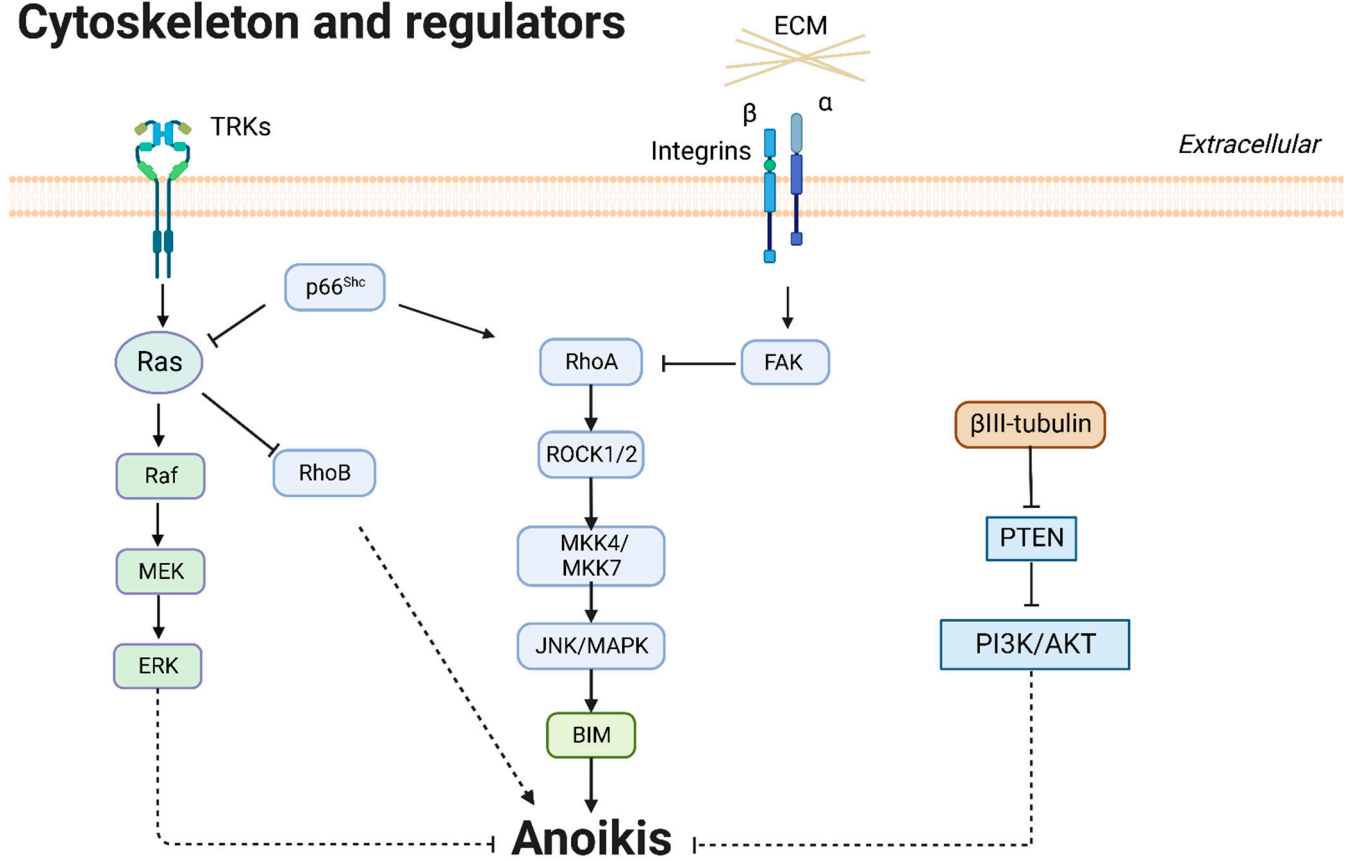 Cytoskeleton and regulators
ECM
β
α
TRKs
Integrins
Extracellular
p66Shc
Ras
RhoA
FAK
βIII-tubulin
ROCK1/2
Raf
RhoB
PTEN
MKK4/
MKK7
MEK
JNK/MAPK
PI3K/AKT
ERK
BIM
Anoikis